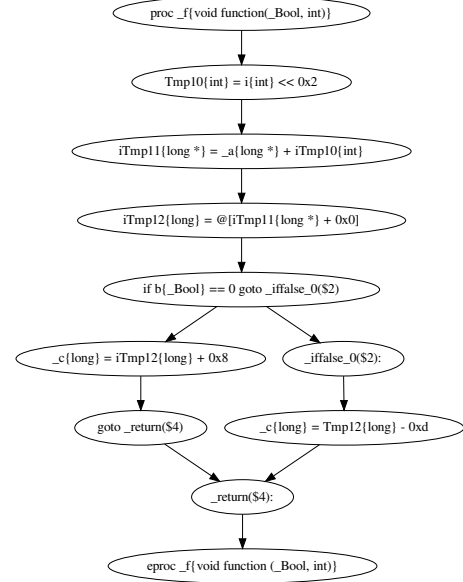 proc _f{void function(_Bool, int)}
Tmp10{int} = i{int} << 0x2
iTmp11{long *} = _a{long *} + iTmp10{int}
iTmp12{long} = @[iTmp11{long *} + 0x0]
if b{_Bool} == 0 goto _iffalse_0($2)
_c{long} = iTmp12{long} + 0x8
_iffalse_0($2):
goto _return($4)
_c{long} = Tmp12{long} - 0xd
_return($4):
eproc _f{void function (_Bool, int)}